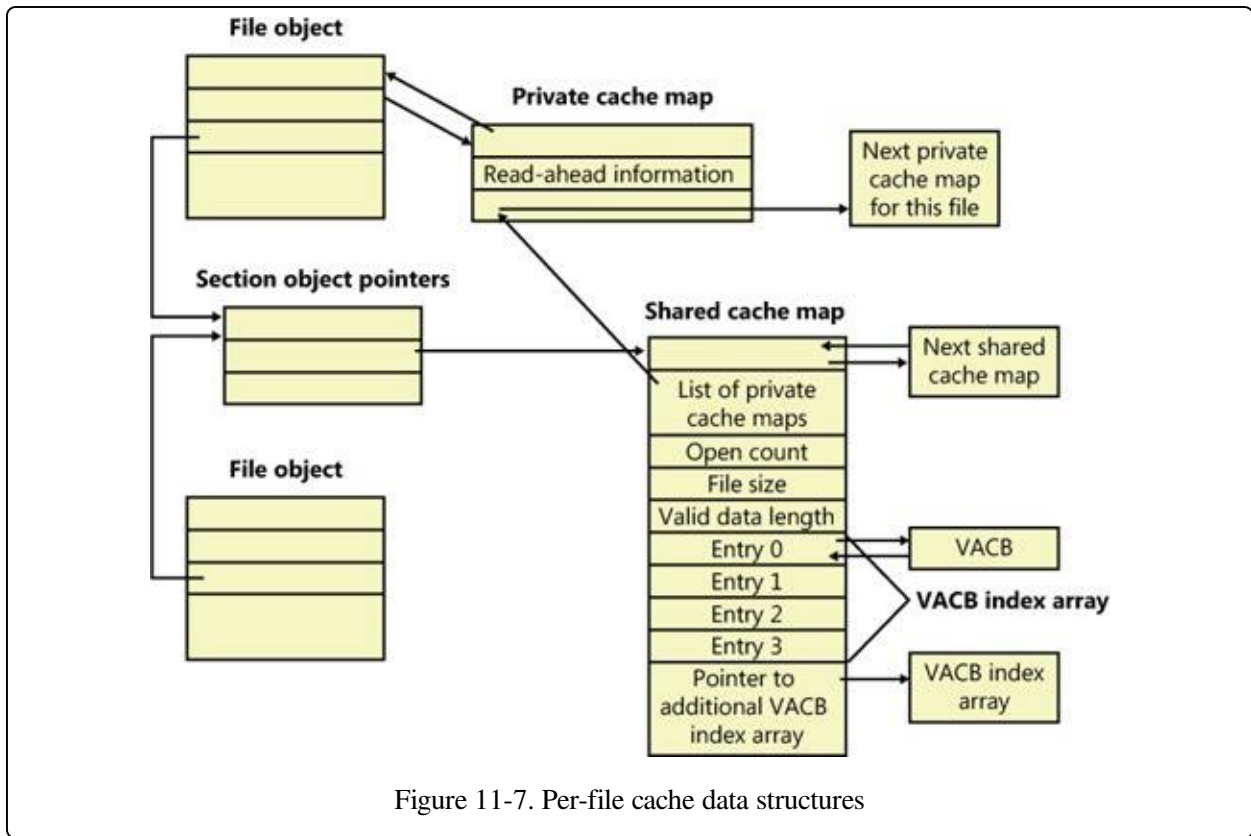 File object
Private cache map
Read-ahead information
Next private
cache map
for this file
Section object pointers
Shared cache map
Next shared
cache map
List of private
cache maps
Open count
File size
Valid data length
Entry 0
Entry 1
Entry 2
Entry 3
Pointer to
additional VACB
index array
File object
VACB
VACB index array
VACB index
array
Figure 11-7. Per-file cache data structures